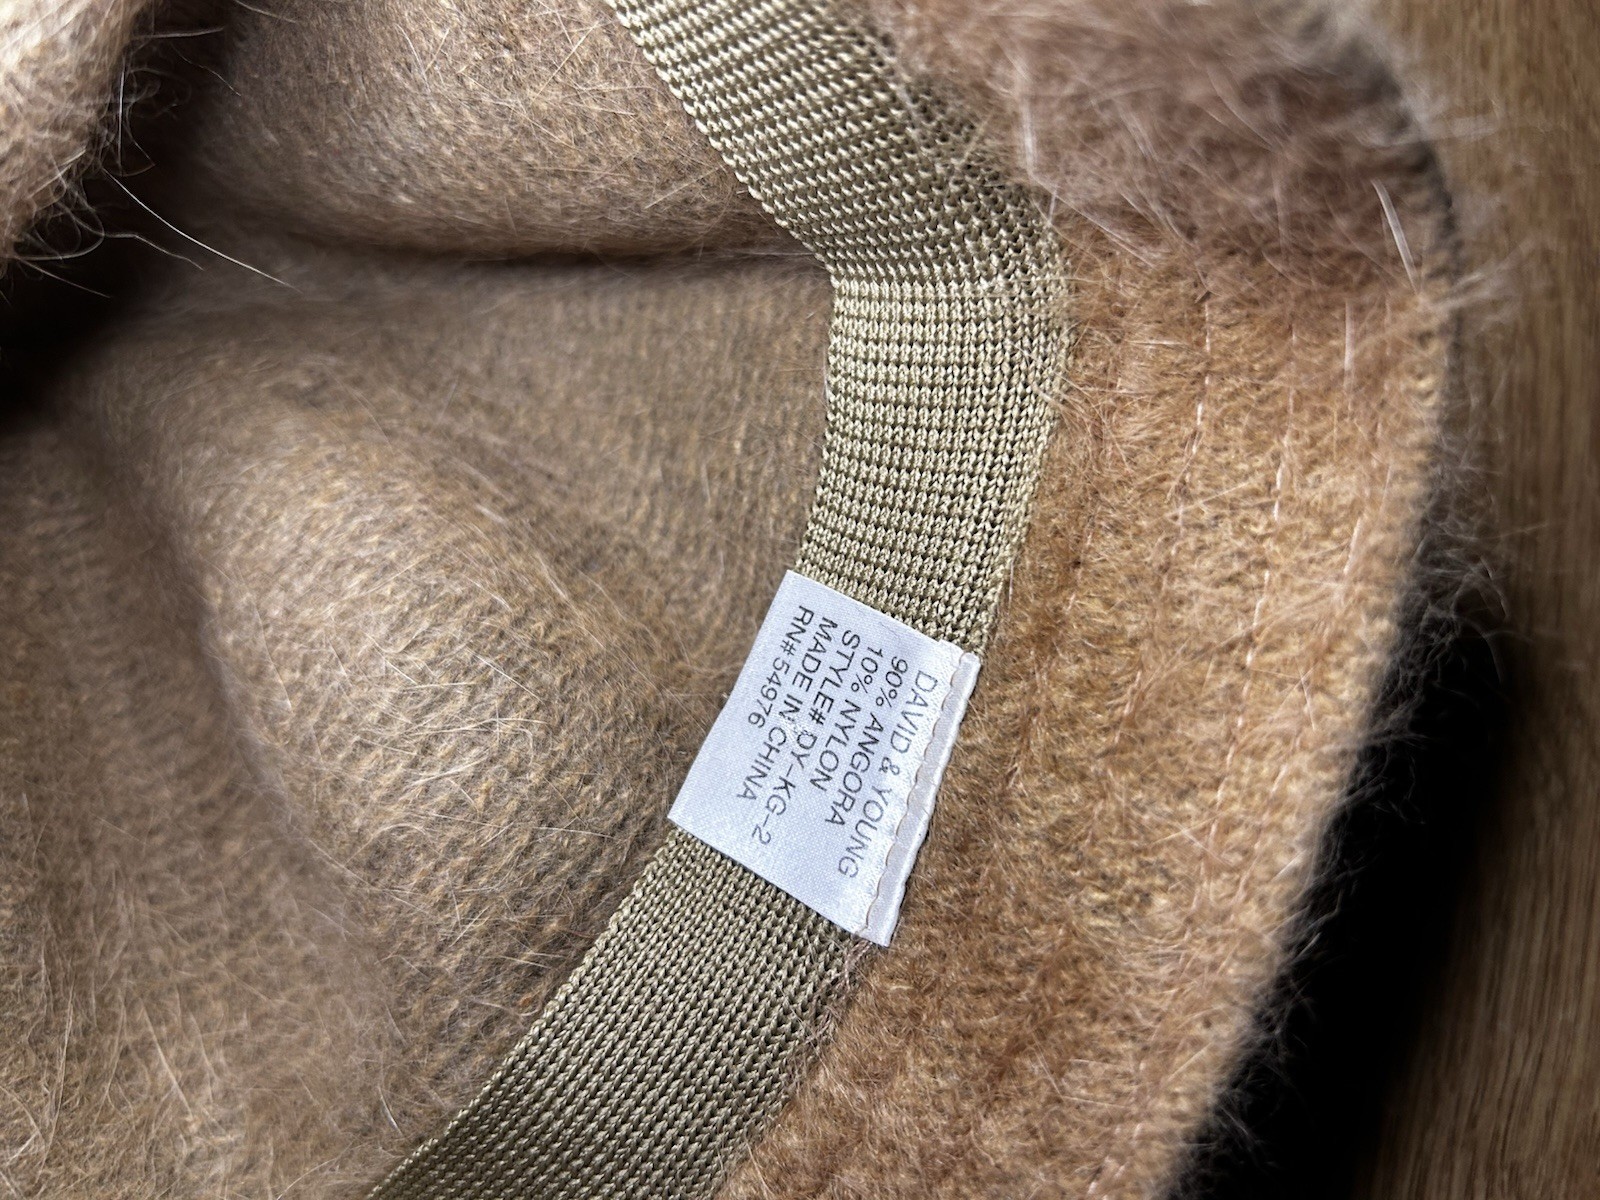 DAVID & YOUNG
90% ANGORA
10% NYLON
STYLE# DY-KG-2
MADE IN CHINA
RN#54976